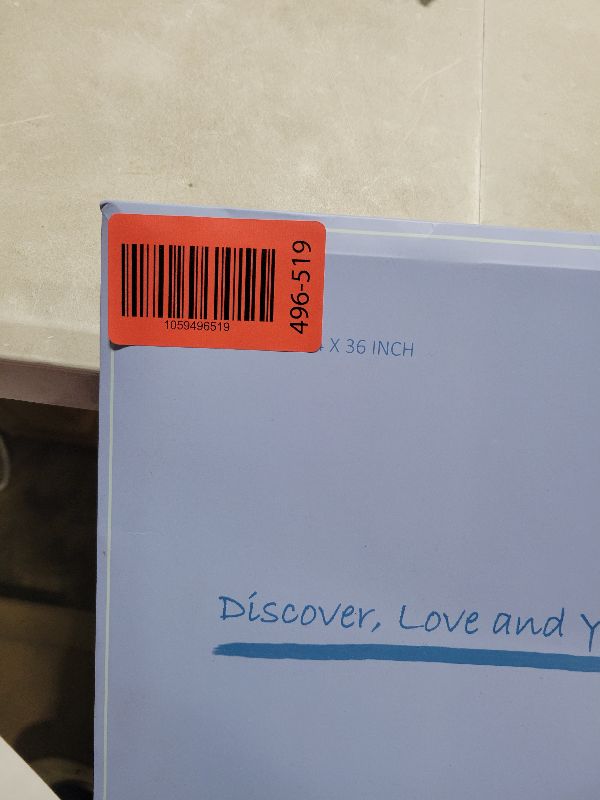 1059496519
496-519
X 36 INCH
Discover, Love and